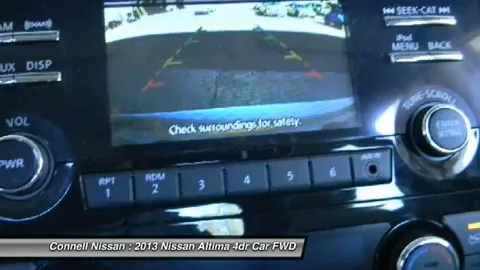 SEEK-CAT
AM
(XM)
iPod
MENU BACK
AUX DISP
TUNE-SCROLL
Check surroundings for safety.
VOL
ENTER
SETTING
PWR
RPT
1
RDM
2
3
4
5
6
AUX IN
Connell Nissan : 2013 Nissan Altima 4dr Car FWD